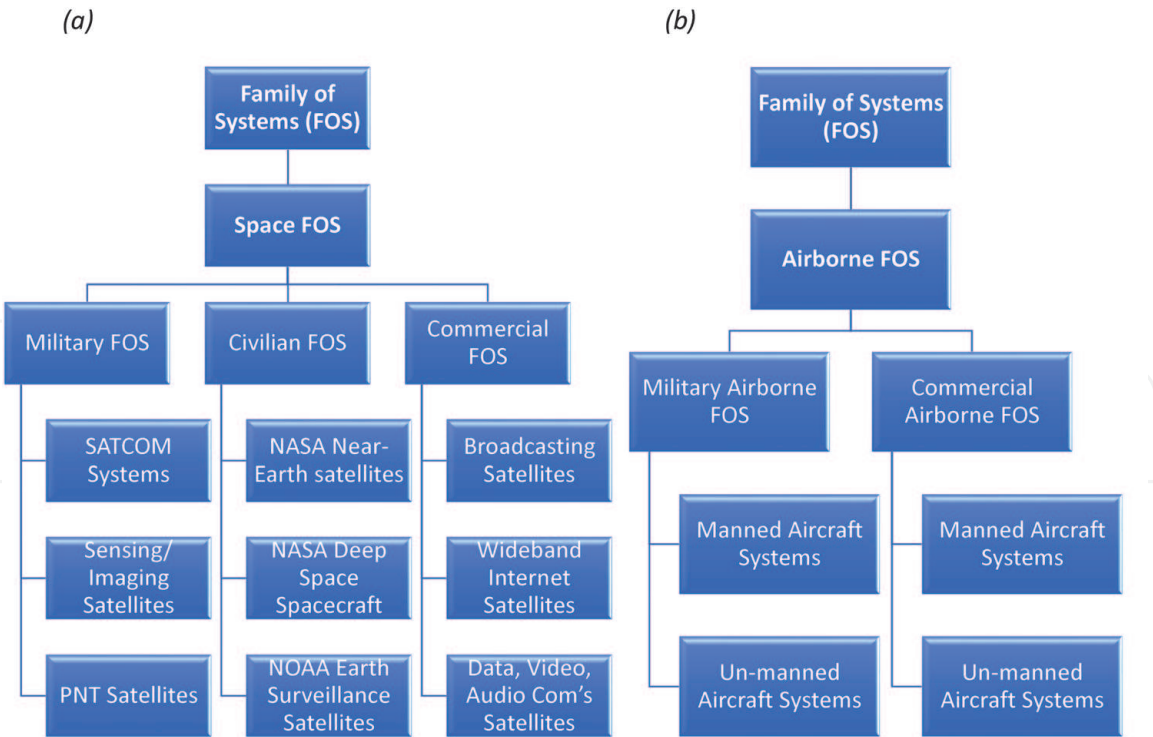 (a)
Family of
Systems (FOS)
Space FOS
Military FOS
Civilian FOS
Commercial
FOS
SATCOM
Systems
NASA Near-
Earth satellites
Broadcasting
Satellites
Sensing/
Imaging
Satellites
NASA Deep
Space
Spacecraft
Wideband
Internet
Satellites
PNT Satellites
NOAA Earth
Surveillance
Satellites
Data, Video,
Audio Com's
Satellites
(b)
Family of Systems
(FOS)
Airborne FOS
Military Airborne
FOS
Commercial
Airborne FOS
Manned Aircraft
Systems
Manned Aircraft
Systems
Un-manned
Aircraft Systems
Un-manned
Aircraft Systems